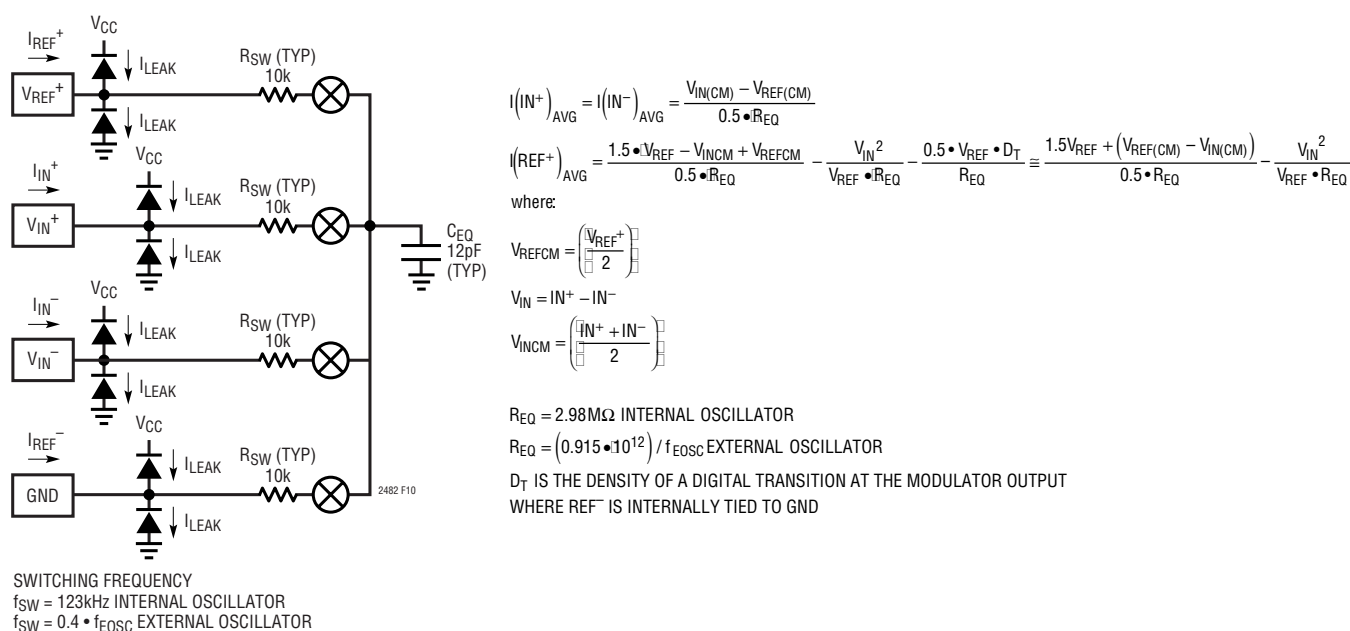 VCC
IREF+
ILEAK
VREF+
ILEAK
RSW (TYP)
10k
VCC
IIN+
ILEAK
VIN+
ILEAK
RSW (TYP)
10k
CEQ
12pF
(TYP)
VCC
IIN−
ILEAK
VIN−
ILEAK
RSW (TYP)
10k
VCC
IREF−
ILEAK
GND
ILEAK
RSW (TYP)
10k
2482 F10
SWITCHING FREQUENCY
fSW = 123kHz INTERNAL OSCILLATOR
fSW = 0.4 • fEOSC EXTERNAL OSCILLATOR
I(IN+)AVG = I(IN−)AVG = (VIN(CM) − VREF(CM)) / (0.5 • REQ)
I(REF+)AVG = (1.5 • VREF − VINCM + VREFCM) / (0.5 • REQ) − VIN2 / (VREF • REQ) − (0.5 • VREF • DT) / REQ ≅ (1.5VREF + (VREF(CM) − VIN(CM))) / (0.5 • REQ) − VIN2 / (VREF • REQ)
where:
VREFCM = (VREF+ / 2)
VIN = IN+ − IN−
VINCM = ((IN+ + IN−) / 2)
REQ = 2.98MΩ INTERNAL OSCILLATOR
REQ = (0.915 • 1012) / fEOSC EXTERNAL OSCILLATOR
DT IS THE DENSITY OF A DIGITAL TRANSITION AT THE MODULATOR OUTPUT
WHERE REF− IS INTERNALLY TIED TO GND